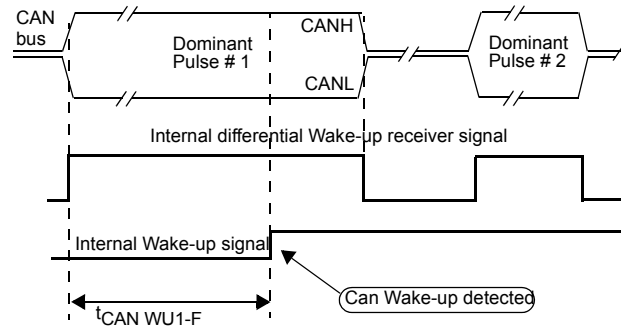 CAN
bus
CANH
Dominant
Pulse # 1
Dominant
Pulse # 2
CANL
Internal differential Wake-up receiver signal
Internal Wake-up signal
Can Wake-up detected
tCAN WU1-F